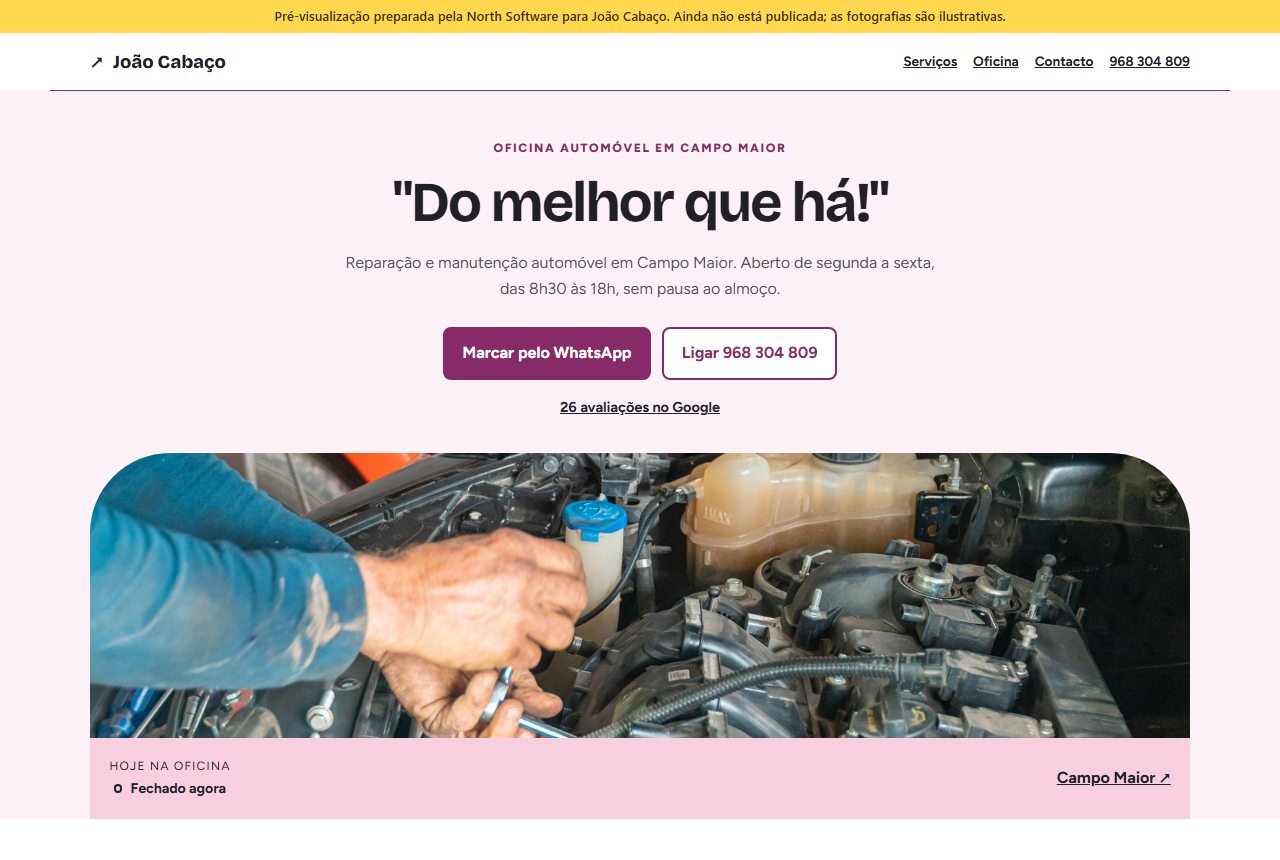 Pré-visualização preparada pela North Software para João Cabaço. Ainda não está publicada; as fotografias são ilustrativas.
↗ João Cabaço
Serviços Oficina Contacto 968 304 809
OFICINA AUTOMÓVEL EM CAMPO MAIOR
"Do melhor que há!"
Reparação e manutenção automóvel em Campo Maior. Aberto de segunda a sexta,
das 8h30 às 18h, sem pausa ao almoço.
Marcar pelo WhatsApp
Ligar 968 304 809
26 avaliações no Google
MAX
HOJE NA OFICINA
Fechado agora
Campo Maior ↗